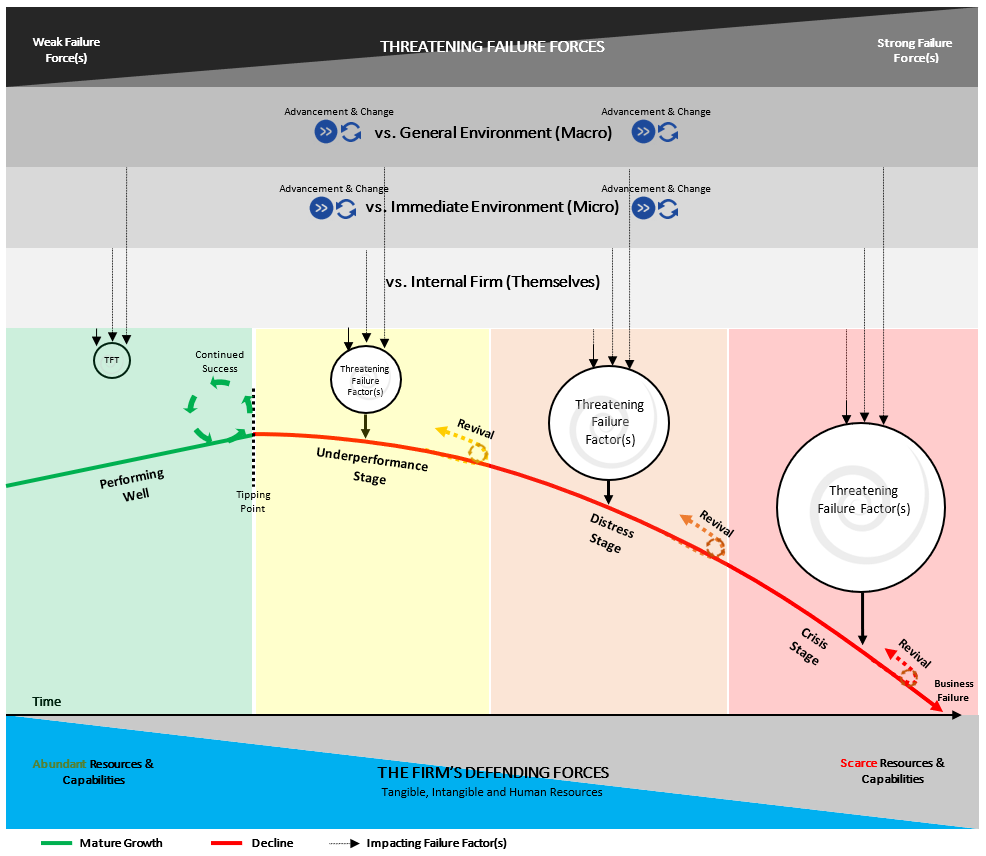 Weak Failure
Force(s)
THREATENING FAILURE FORCES
Strong Failure
Force(s)
Advancement & Change
Advancement & Change
vs. General Environment (Macro)
Advancement & Change
Advancement & Change
vs. Immediate Environment (Micro)
vs. Internal Firm (Themselves)
TFT
Continued
Success
Performing
Well
Tipping
Point
Threatening
Failure
Factor(s)
Underperformance
Stage
Revival
Threatening
Failure
Factor(s)
Distress
Stage
Revival
Threatening
Failure Factor(s)
Crisis
Stage
Revival
Business
Failure
Time
Abundant Resources &
Capabilities
THE FIRM'S DEFENDING FORCES
Tangible, Intangible and Human Resources
Scarce Resources &
Capabilities
Mature Growth
Decline
Impacting Failure Factor(s)